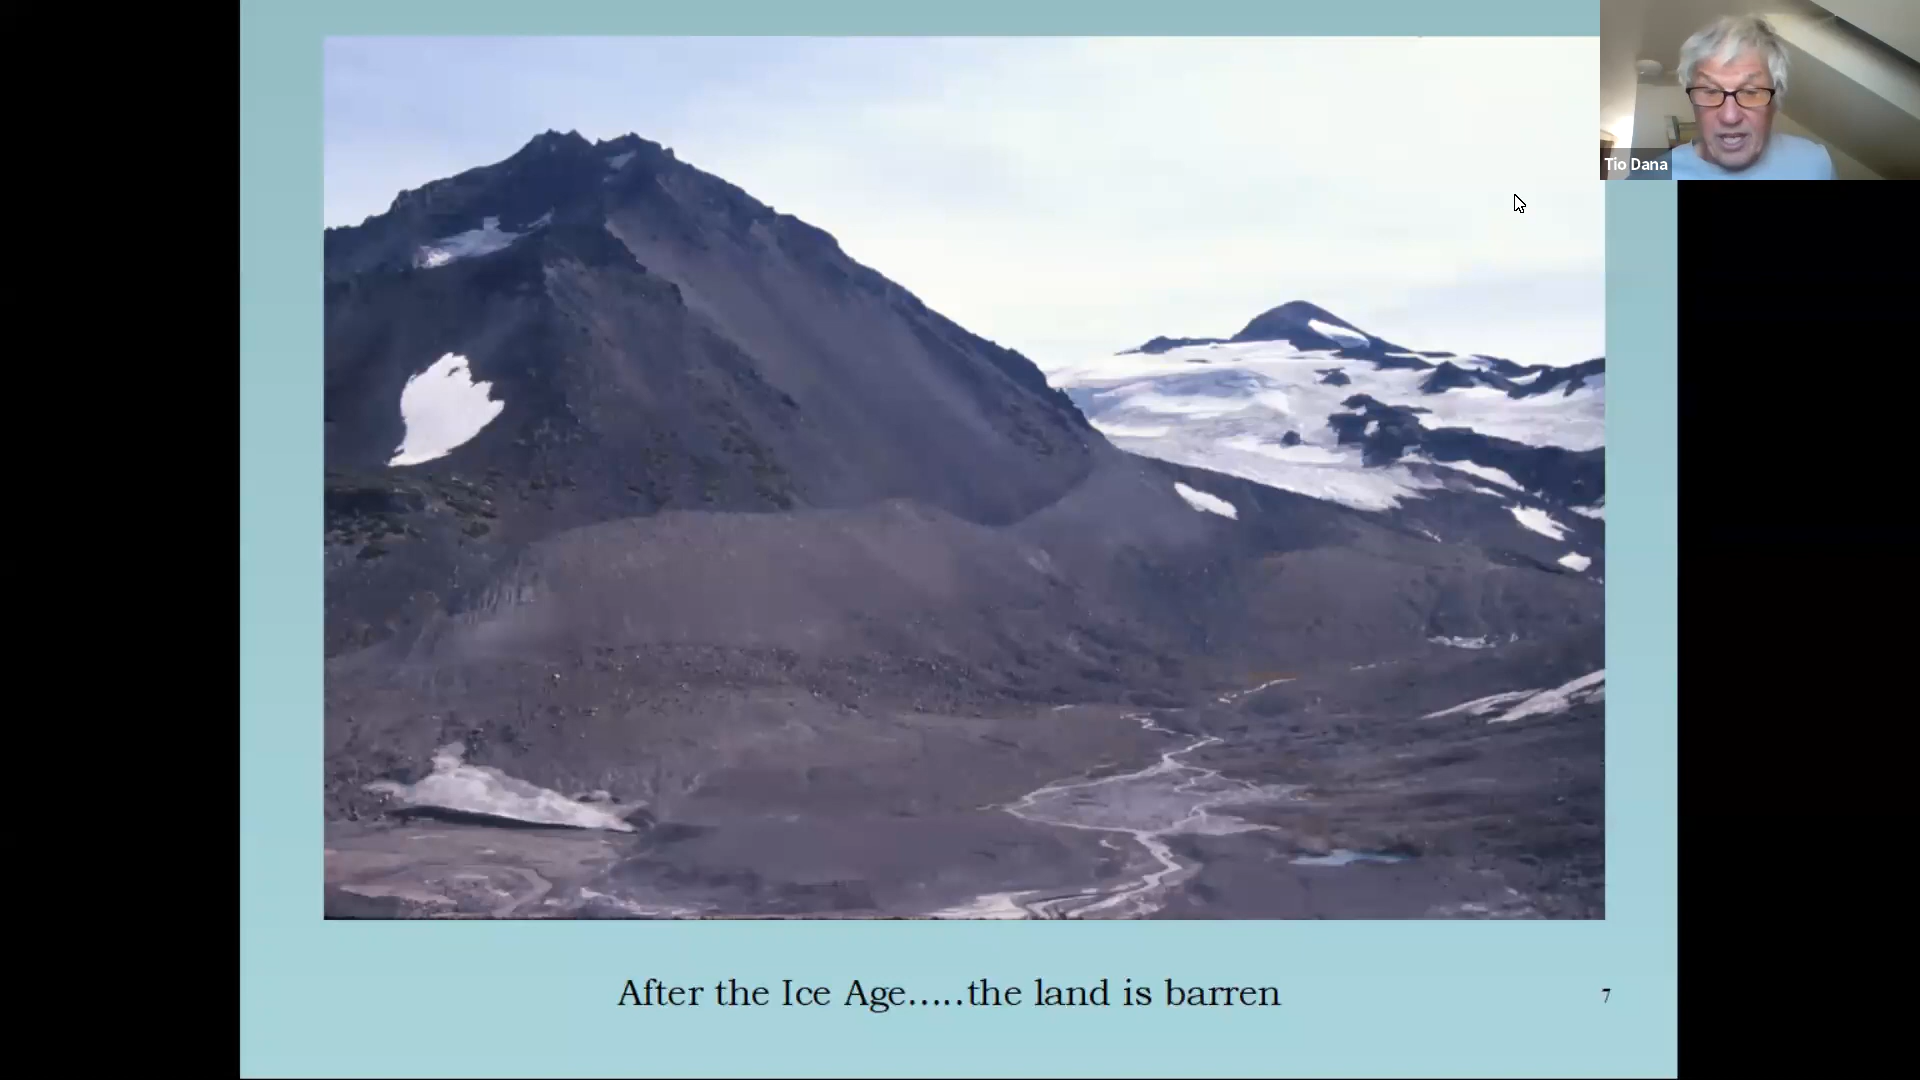 Tio Dana
After the Ice Age.....the land is barren
7